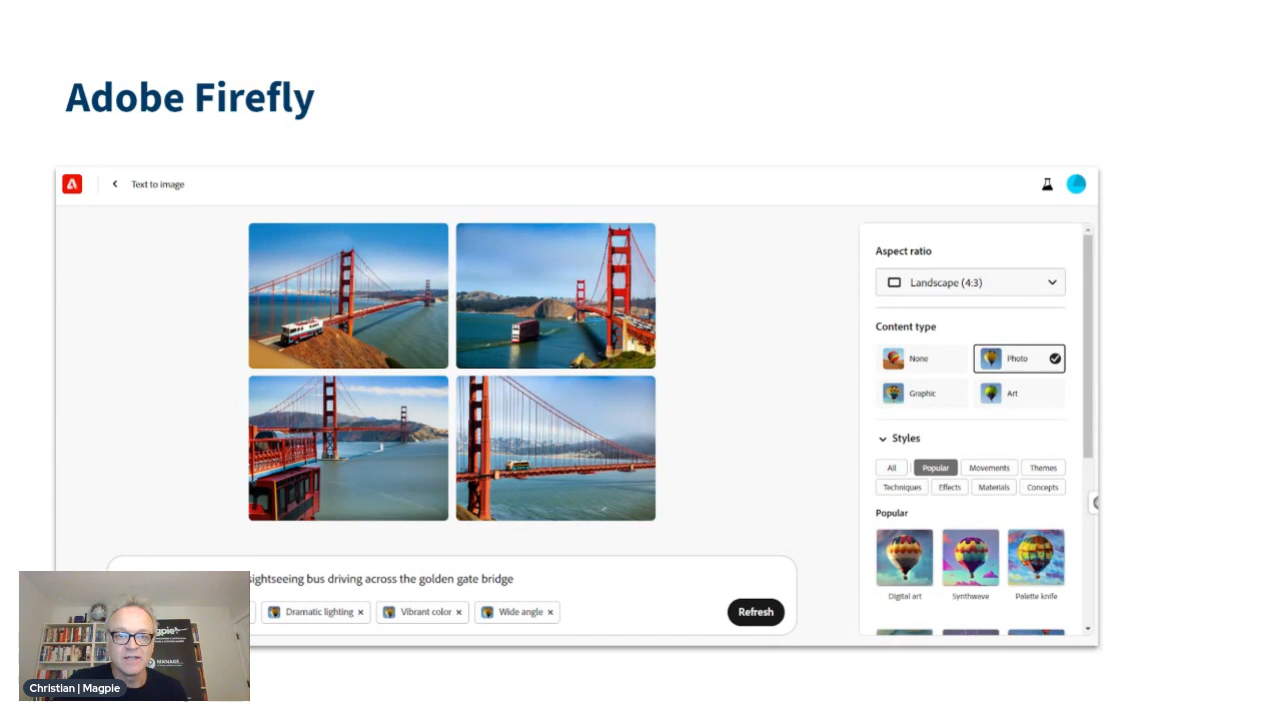 Adobe Firefly
Text to image
Aspect ratio
Landscape (4:3)
Content type
None
Photo
Graphic
Art
Styles
All
Popular
Movements
Themes
Techniques
Effects
Materials
Concepts
Popular
Digital art
Synthwave
Palette knife
sightseeing bus driving across the golden gate bridge
Dramatic lighting ×
Vibrant color ×
Wide angle ×
Refresh
MANAGE
Christian | Magpie